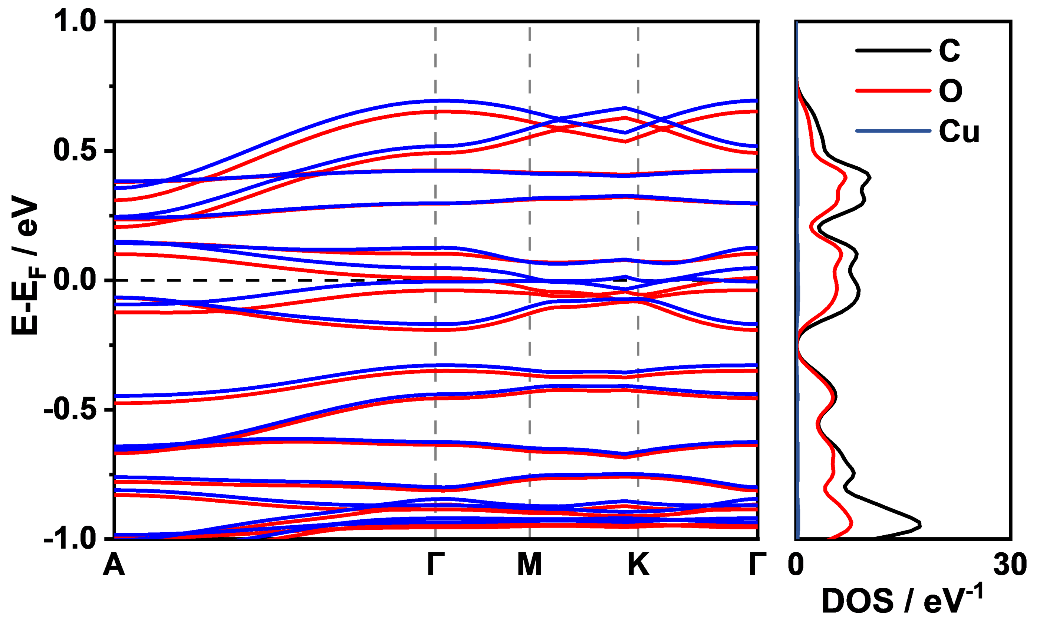 1.0
0.5
0.0
-0.5
-1.0
E-E_F / eV
A Γ M K Γ
C
O
Cu
0 30
DOS / eV⁻¹